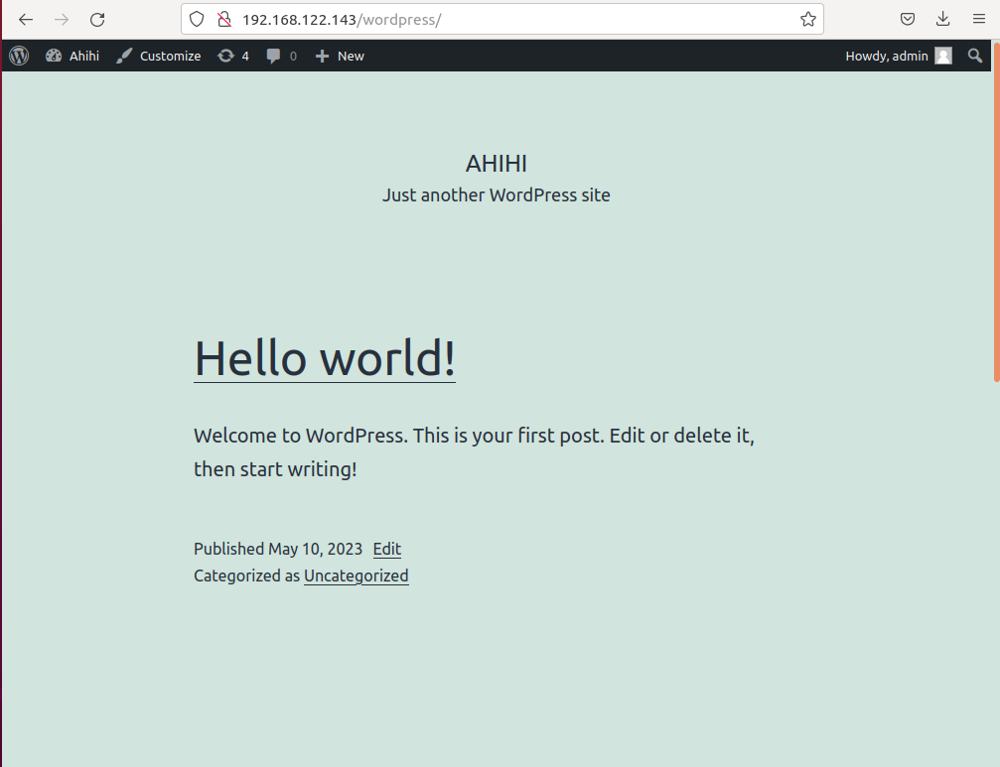 192.168.122.143/wordpress/
Ahihi Customize 4 0 New Howdy, admin
AHIHI
Just another WordPress site
Hello world!
Welcome to WordPress. This is your first post. Edit or delete it,
then start writing!
Published May 10, 2023 Edit
Categorized as Uncategorized